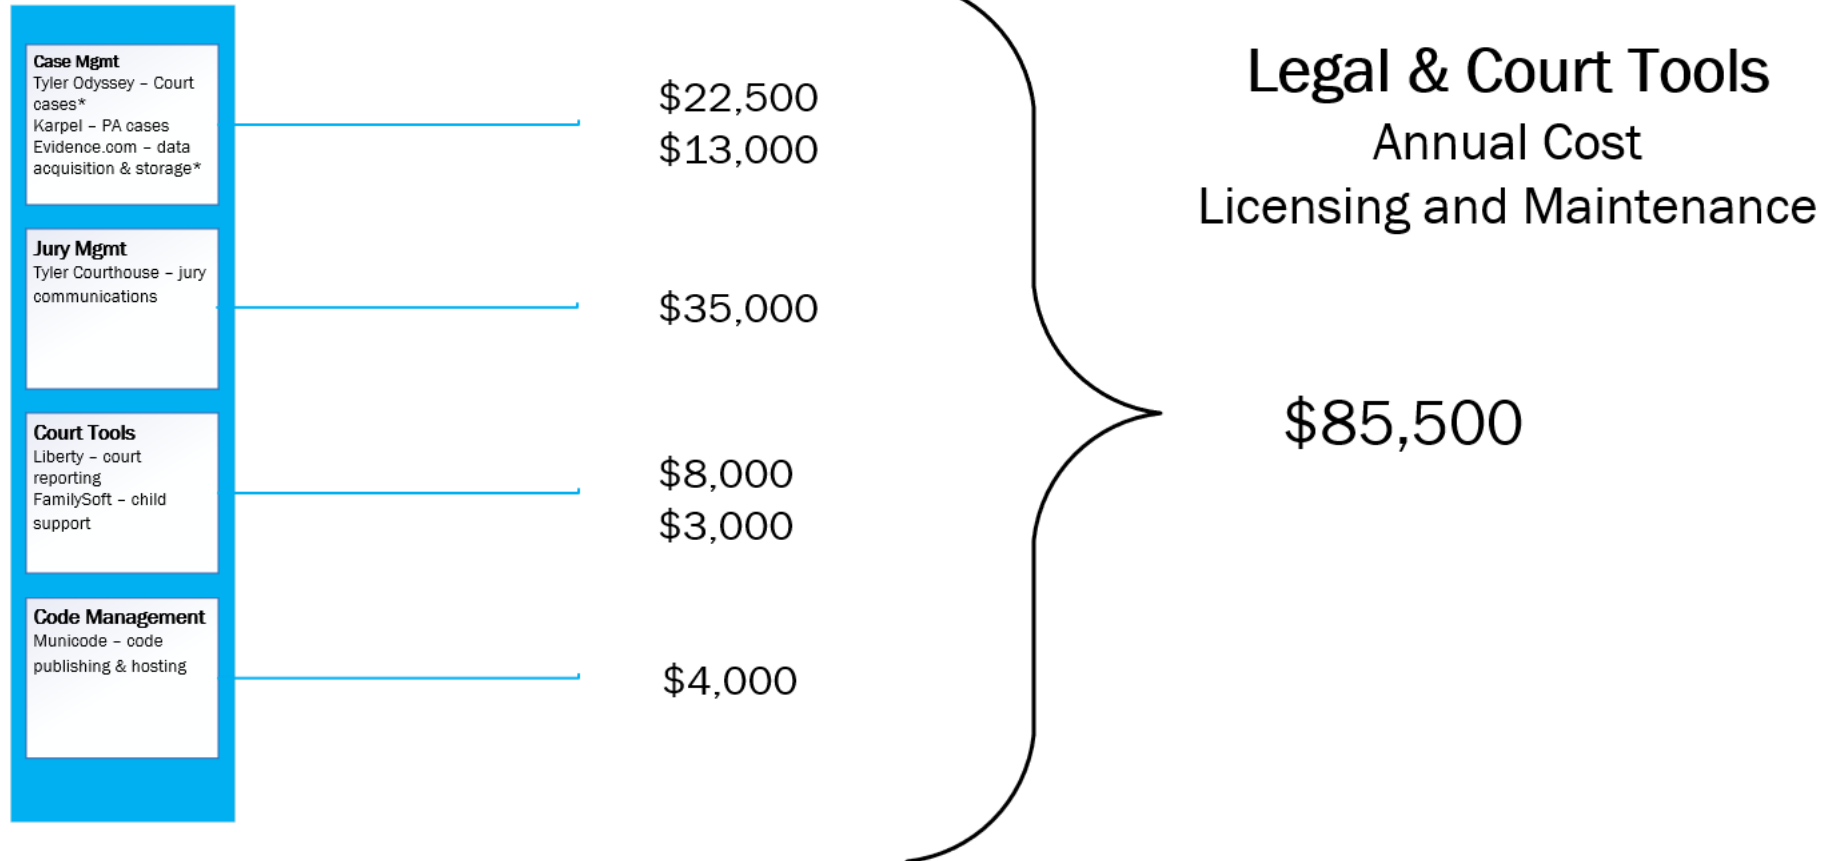 Case Mgmt
Tyler Odyssey – Court
cases*
Karpel – PA cases
Evidence.com – data
acquisition & storage*
$22,500
$13,000
Jury Mgmt
Tyler Courthouse – jury
communications
$35,000
Court Tools
Liberty – court
reporting
FamilySoft – child
support
$8,000
$3,000
Code Management
Municode – code
publishing & hosting
$4,000
Legal & Court Tools
Annual Cost
Licensing and Maintenance
$85,500